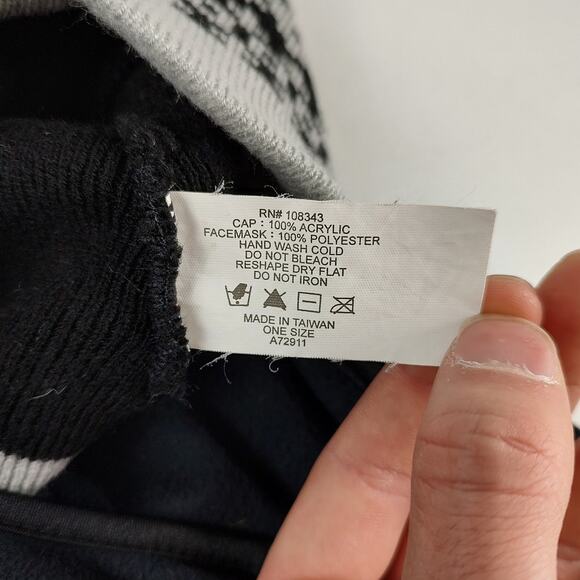 RN# 108343
CAP : 100% ACRYLIC
FACEMASK : 100% POLYESTER
HAND WASH COLD
DO NOT BLEACH
RESHAPE DRY FLAT
DO NOT IRON
MADE IN TAIWAN
ONE SIZE
A72911